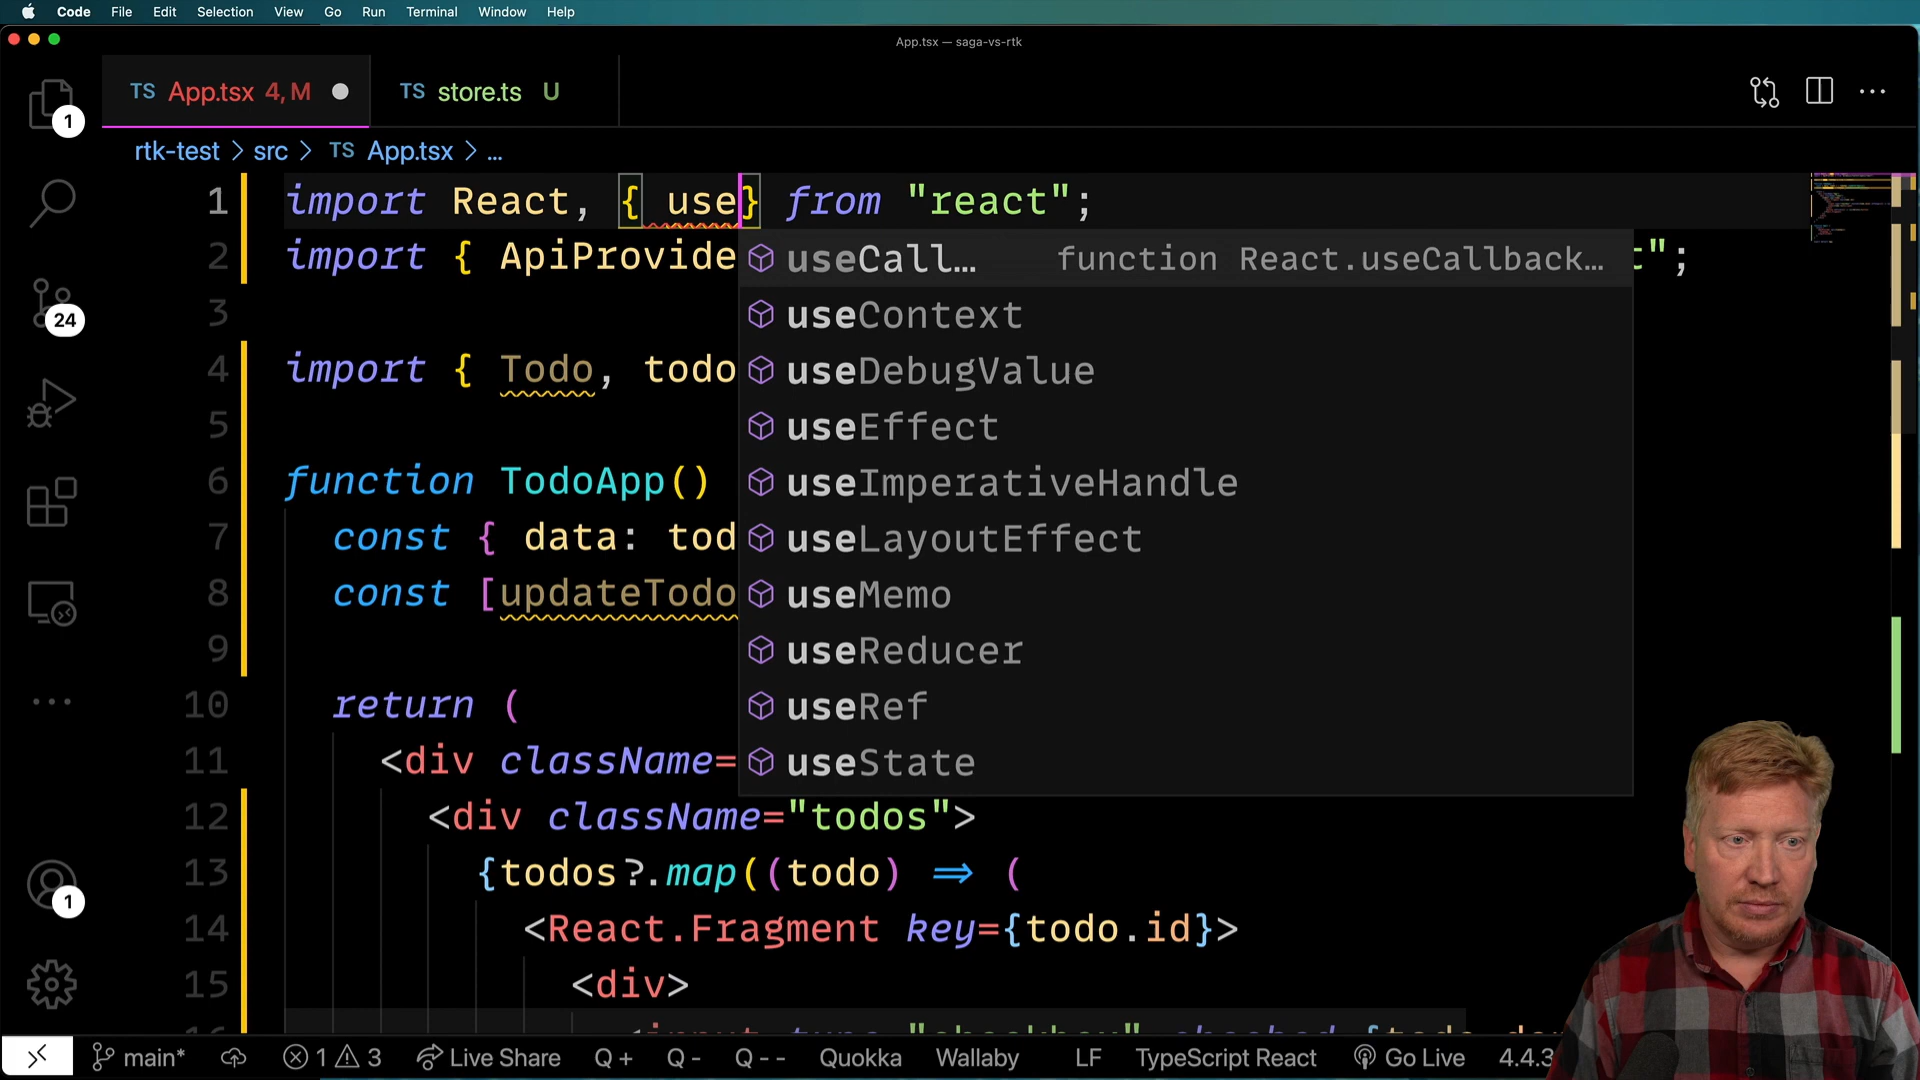 Code File Edit Selection View Go Run Terminal Window Help
App.tsx — saga-vs-rtk
TS App.tsx 4, M TS store.ts U
1
rtk-test > src > TS App.tsx > ...
1 import React, { use} from "react";
2 import { ApiProvide t";
3
4 import { Todo, todo
5
6 function TodoApp()
7 const { data: tod
8 const [updateTodo
9
10 return (
11 <div className=
12 <div className="todos">
13 {todos?.map((todo) => (
14 <React.Fragment key={todo.id}>
15 <div>
useCall… function React.useCallback…
useContext
useDebugValue
useEffect
useImperativeHandle
useLayoutEffect
useMemo
useReducer
useRef
useState
24
1
main* 1 3 Live Share Q + Q - Q -- Quokka Wallaby LF TypeScript React Go Live 4.4.3